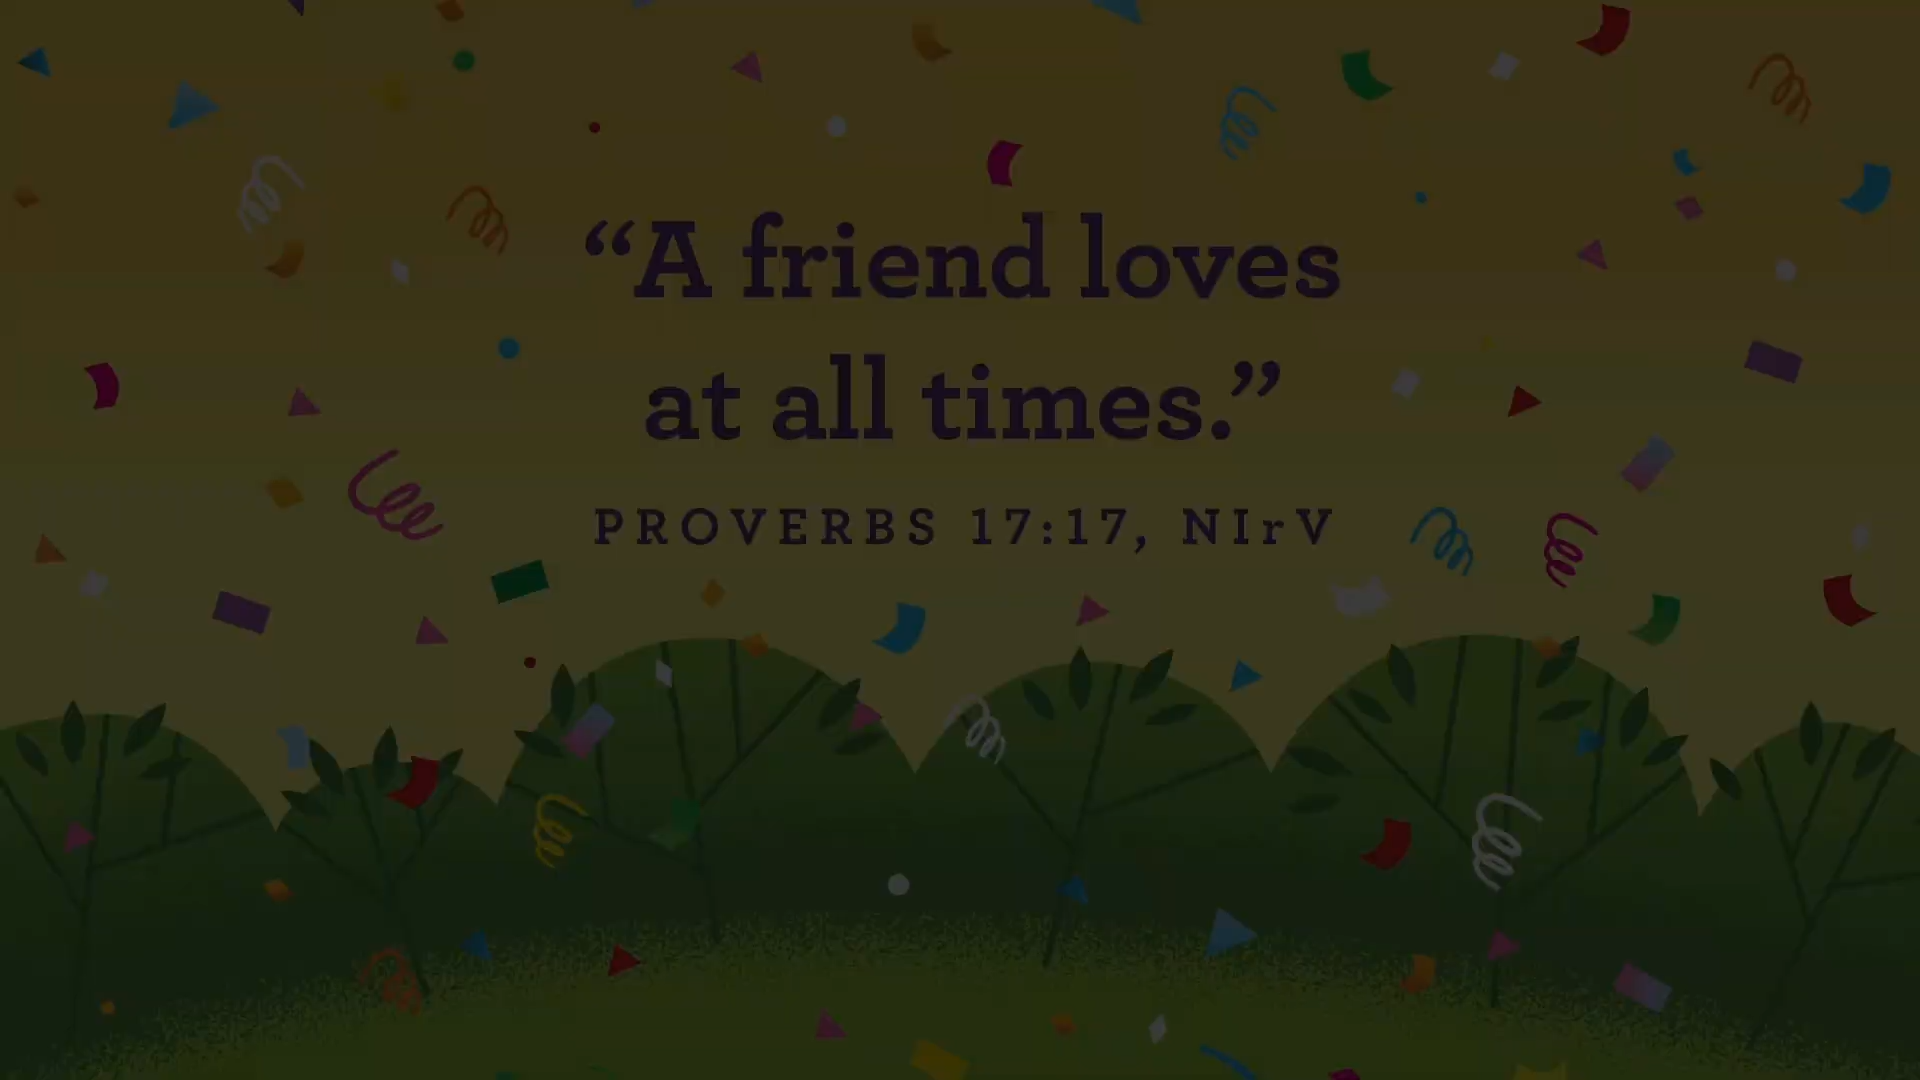 “A friend loves
at all times.”
PROVERBS 17:17, NIrV